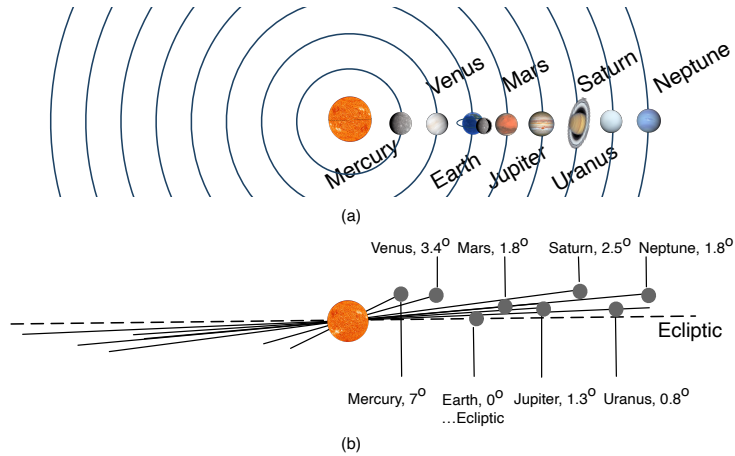 Venus
Mars
Saturn
Neptune
Mercury
Earth
Jupiter
Uranus
(a)
Venus, 3.4° Mars, 1.8° Saturn, 2.5° Neptune, 1.8°
Ecliptic
Mercury, 7° Earth, 0° Jupiter, 1.3° Uranus, 0.8°
...Ecliptic
(b)